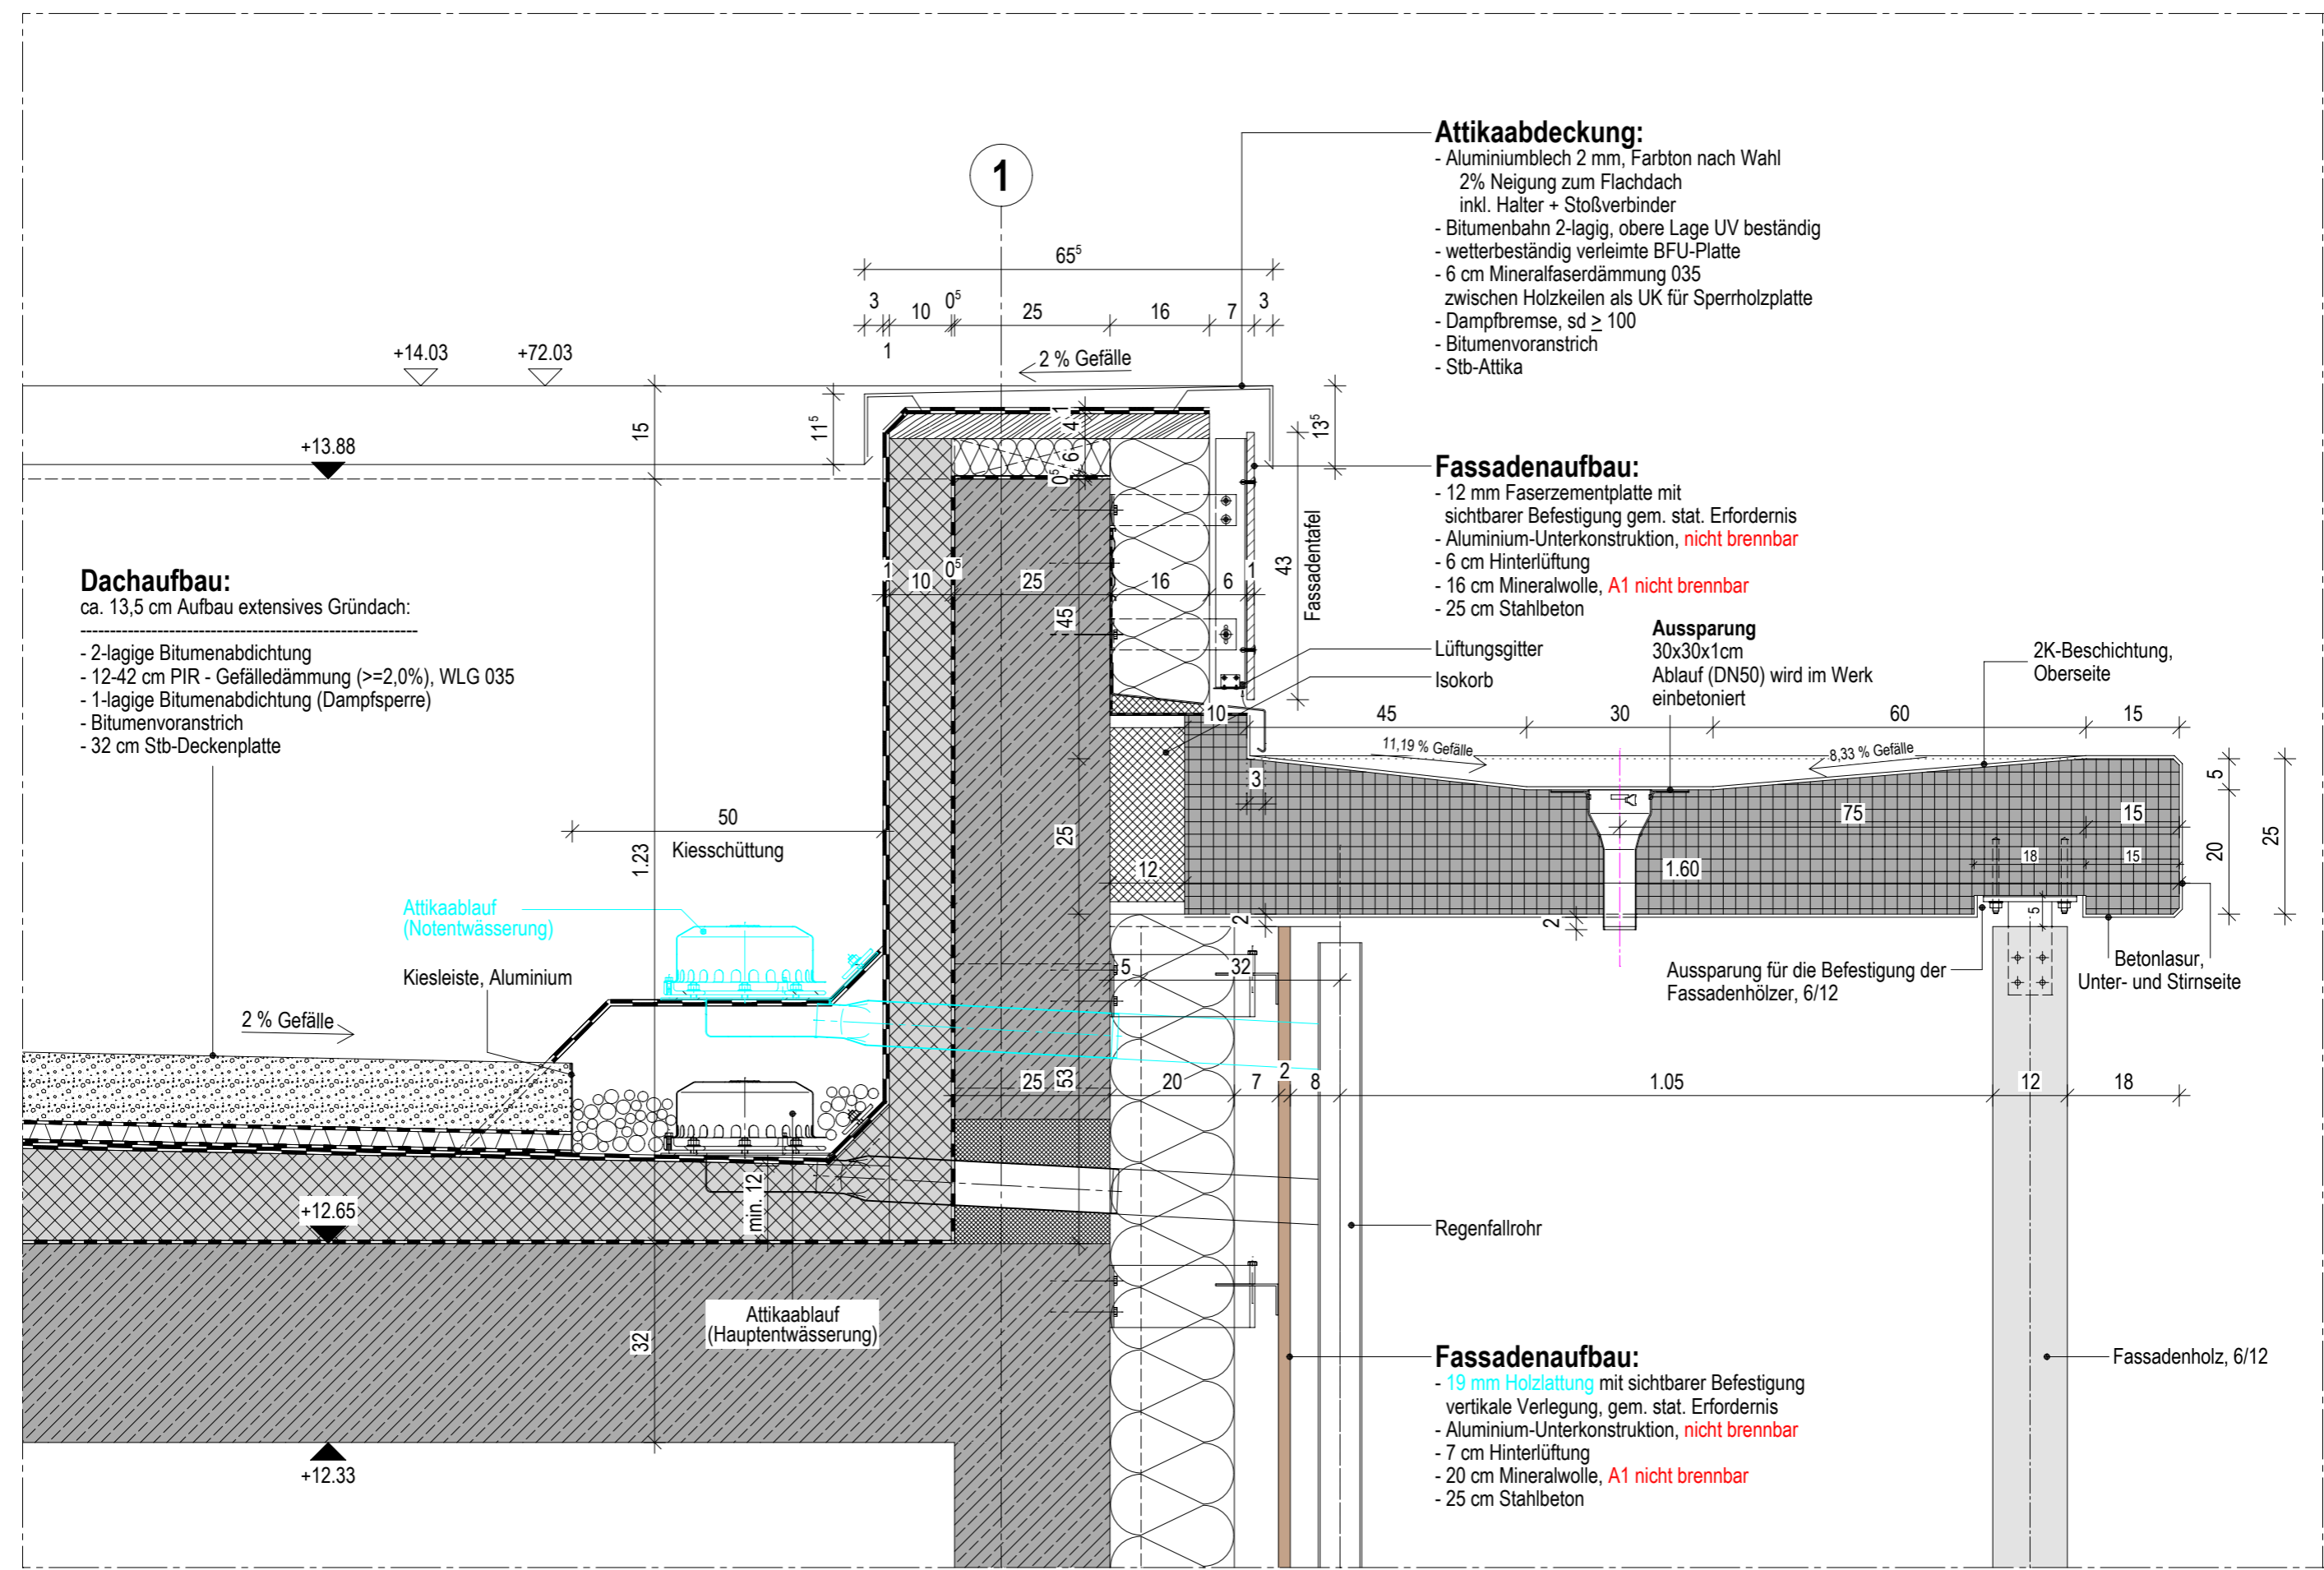 Attikaabdeckung:
- Aluminiumblech 2 mm, Farbton nach Wahl
2% Neigung zum Flachdach
inkl. Halter + Stoßverbinder
- Bitumenbahn 2-lagig, obere Lage UV beständig
- wetterbeständig verleimte BFU-Platte
- 6 cm Mineralfaserdämmung 035
zwischen Holzkeilen als UK für Sperrholzplatte
- Dampfbremse, sd ≥ 100
- Bitumenvoranstrich
- Stb-Attika
1
65⁵
3 10 0⁵ 25 16 7 3
1
+14.03 +72.03
2 % Gefälle
15
11⁵
13⁵
+13.88
1
4
6
0⁵
Fassadenaufbau:
- 12 mm Faserzementplatte mit
sichtbarer Befestigung gem. stat. Erfordernis
- Aluminium-Unterkonstruktion, nicht brennbar
- 6 cm Hinterlüftung
- 16 cm Mineralwolle, A1 nicht brennbar
- 25 cm Stahlbeton
43
Fassadentafel
1 10 0⁵ 25 16 6 1
45
Dachaufbau:
ca. 13,5 cm Aufbau extensives Gründach:
---------------------------------------------------------
- 2-lagige Bitumenabdichtung
- 12-42 cm PIR - Gefälledämmung (>=2,0%), WLG 035
- 1-lagige Bitumenabdichtung (Dampfsperre)
- Bitumenvoranstrich
- 32 cm Stb-Deckenplatte
Lüftungsgitter
Isokorb
Aussparung
30x30x1cm
Ablauf (DN50) wird im Werk
einbetoniert
2K-Beschichtung,
Oberseite
10 45 30 60 15
11,19 % Gefälle
8,33 % Gefälle
3
5
20
25
75 15
18 15
12 1.60
25
50
Kiesschüttung
1.23
2
2
5
Attikaablauf
(Notentwässerung)
Kiesleiste, Aluminium
2 % Gefälle
5 32
Aussparung für die Befestigung der
Fassadenhölzer, 6/12
Betonlasur,
Unter- und Stirnseite
25 53 20 7 2 8 1.05 12 18
min. 12
+12.65
Regenfallrohr
Attikaablauf
(Hauptentwässerung)
32
+12.33
Fassadenaufbau:
- 19 mm Holzlattung mit sichtbarer Befestigung
vertikale Verlegung, gem. stat. Erfordernis
- Aluminium-Unterkonstruktion, nicht brennbar
- 7 cm Hinterlüftung
- 20 cm Mineralwolle, A1 nicht brennbar
- 25 cm Stahlbeton
Fassadenholz, 6/12